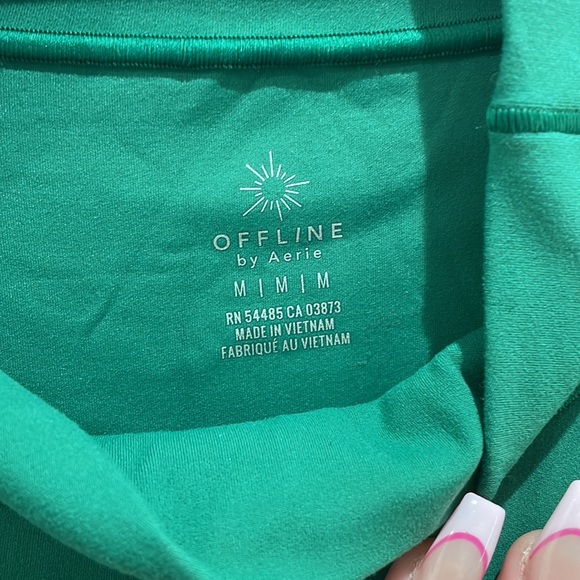 OFFLINE
by Aerie
M | M | M
RN 54485 CA 03873
MADE IN VIETNAM
FABRIQUÉ AU VIETNAM